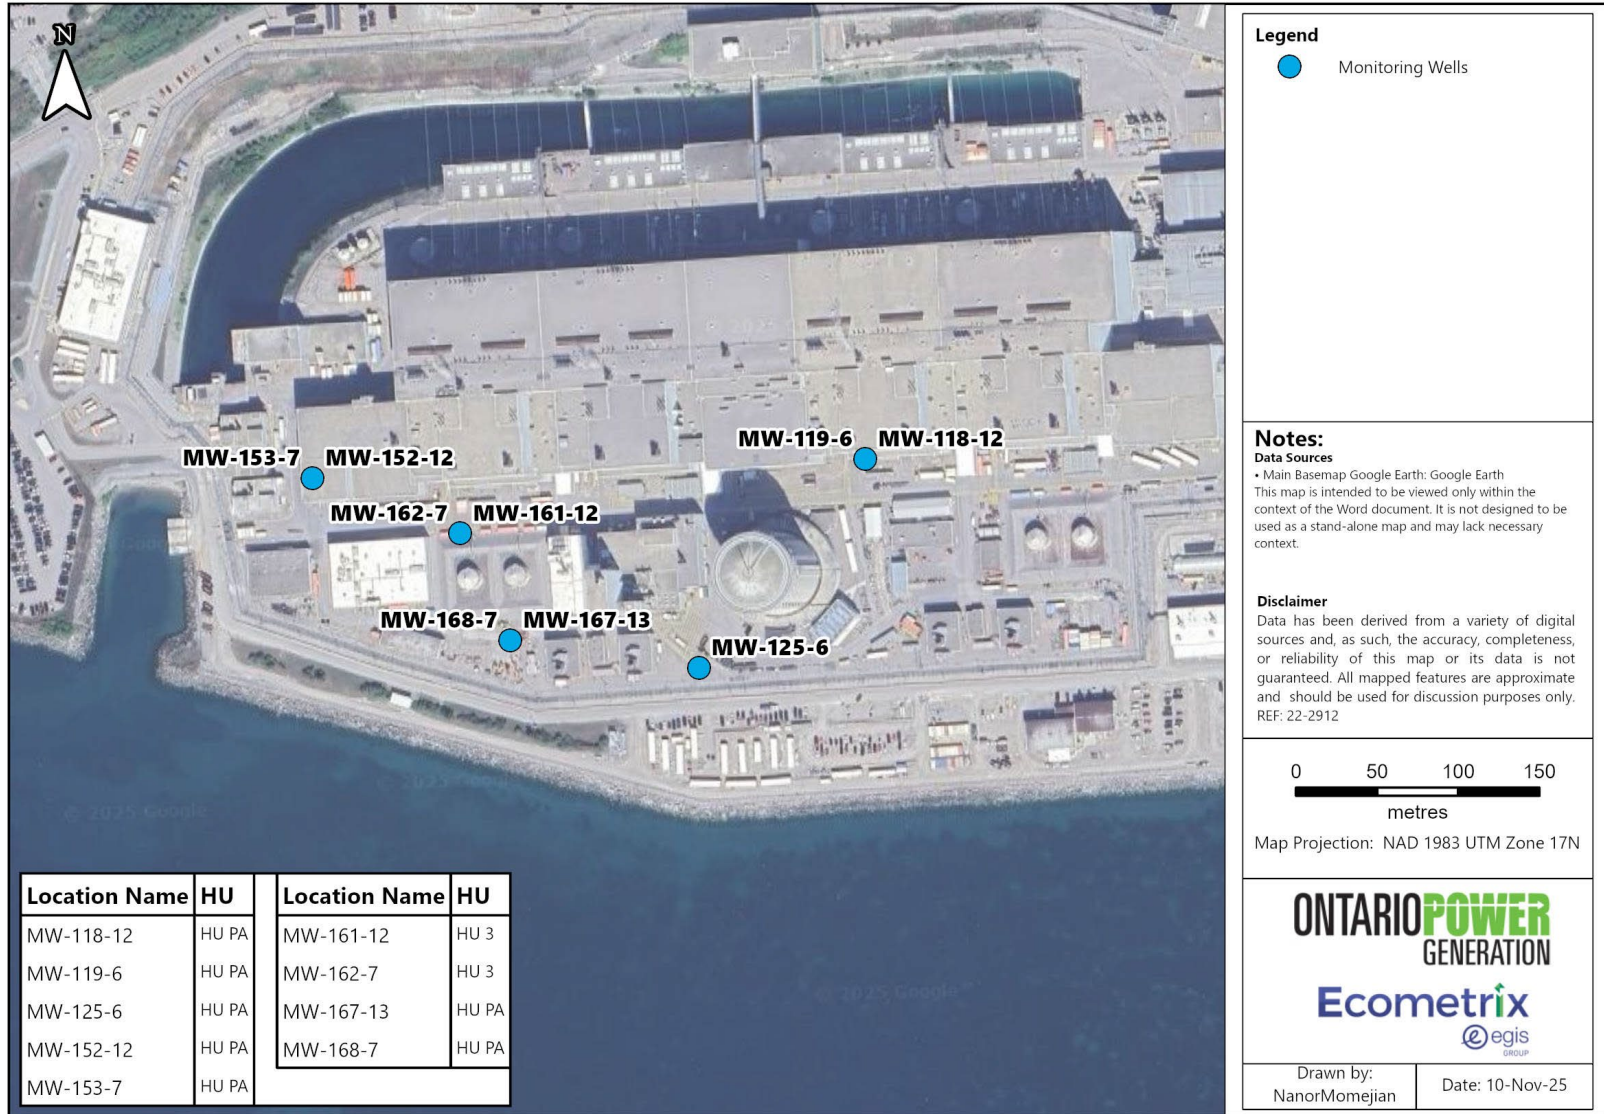 N
© 2025
MW-119-6 MW-118-12
MW-153-7 MW-152-12
MW-162-7 MW-161-12
MW-168-7 MW-167-13
MW-125-6
© 2025 Google
© 2025 Google
Location Name HU
MW-118-12 HU PA
MW-119-6 HU PA
MW-125-6 HU PA
MW-152-12 HU PA
MW-153-7 HU PA
Location Name HU
MW-161-12 HU 3
MW-162-7 HU 3
MW-167-13 HU PA
MW-168-7 HU PA
Legend
Monitoring Wells
Notes:
Data Sources
• Main Basemap Google Earth: Google Earth
This map is intended to be viewed only within the
context of the Word document. It is not designed to be
used as a stand-alone map and may lack necessary
context.
Disclaimer
Data has been derived from a variety of digital
sources and, as such, the accuracy, completeness,
or reliability of this map or its data is not
guaranteed. All mapped features are approximate
and should be used for discussion purposes only.
REF: 22-2912
0 50 100 150
metres
Map Projection: NAD 1983 UTM Zone 17N
ONTARIOPOWER
GENERATION
Ecometrix
e egis
GROUP
Drawn by:
NanorMomejian
Date: 10-Nov-25